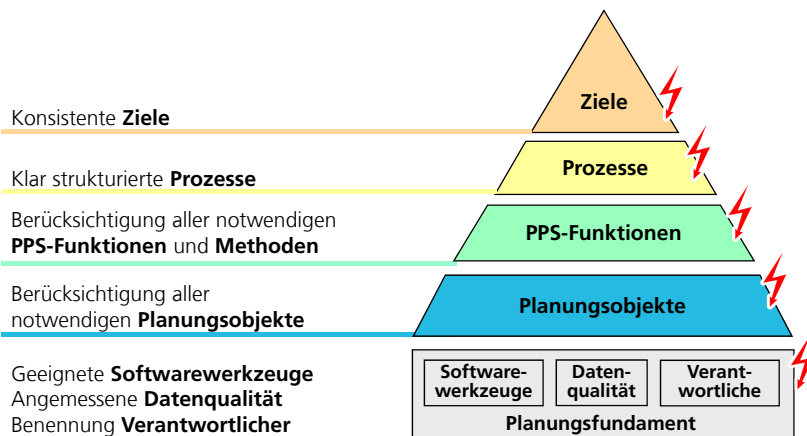 Konsistente Ziele
Ziele
Klar strukturierte Prozesse
Prozesse
Berücksichtigung aller notwendigen
PPS-Funktionen und Methoden
PPS-Funktionen
Berücksichtigung aller
notwendigen Planungsobjekte
Planungsobjekte
Geeignete Softwarewerkzeuge
Angemessene Datenqualität
Benennung Verantwortlicher
Software-
werkzeuge
Daten-
qualität
Verant-
wortliche
Planungsfundament